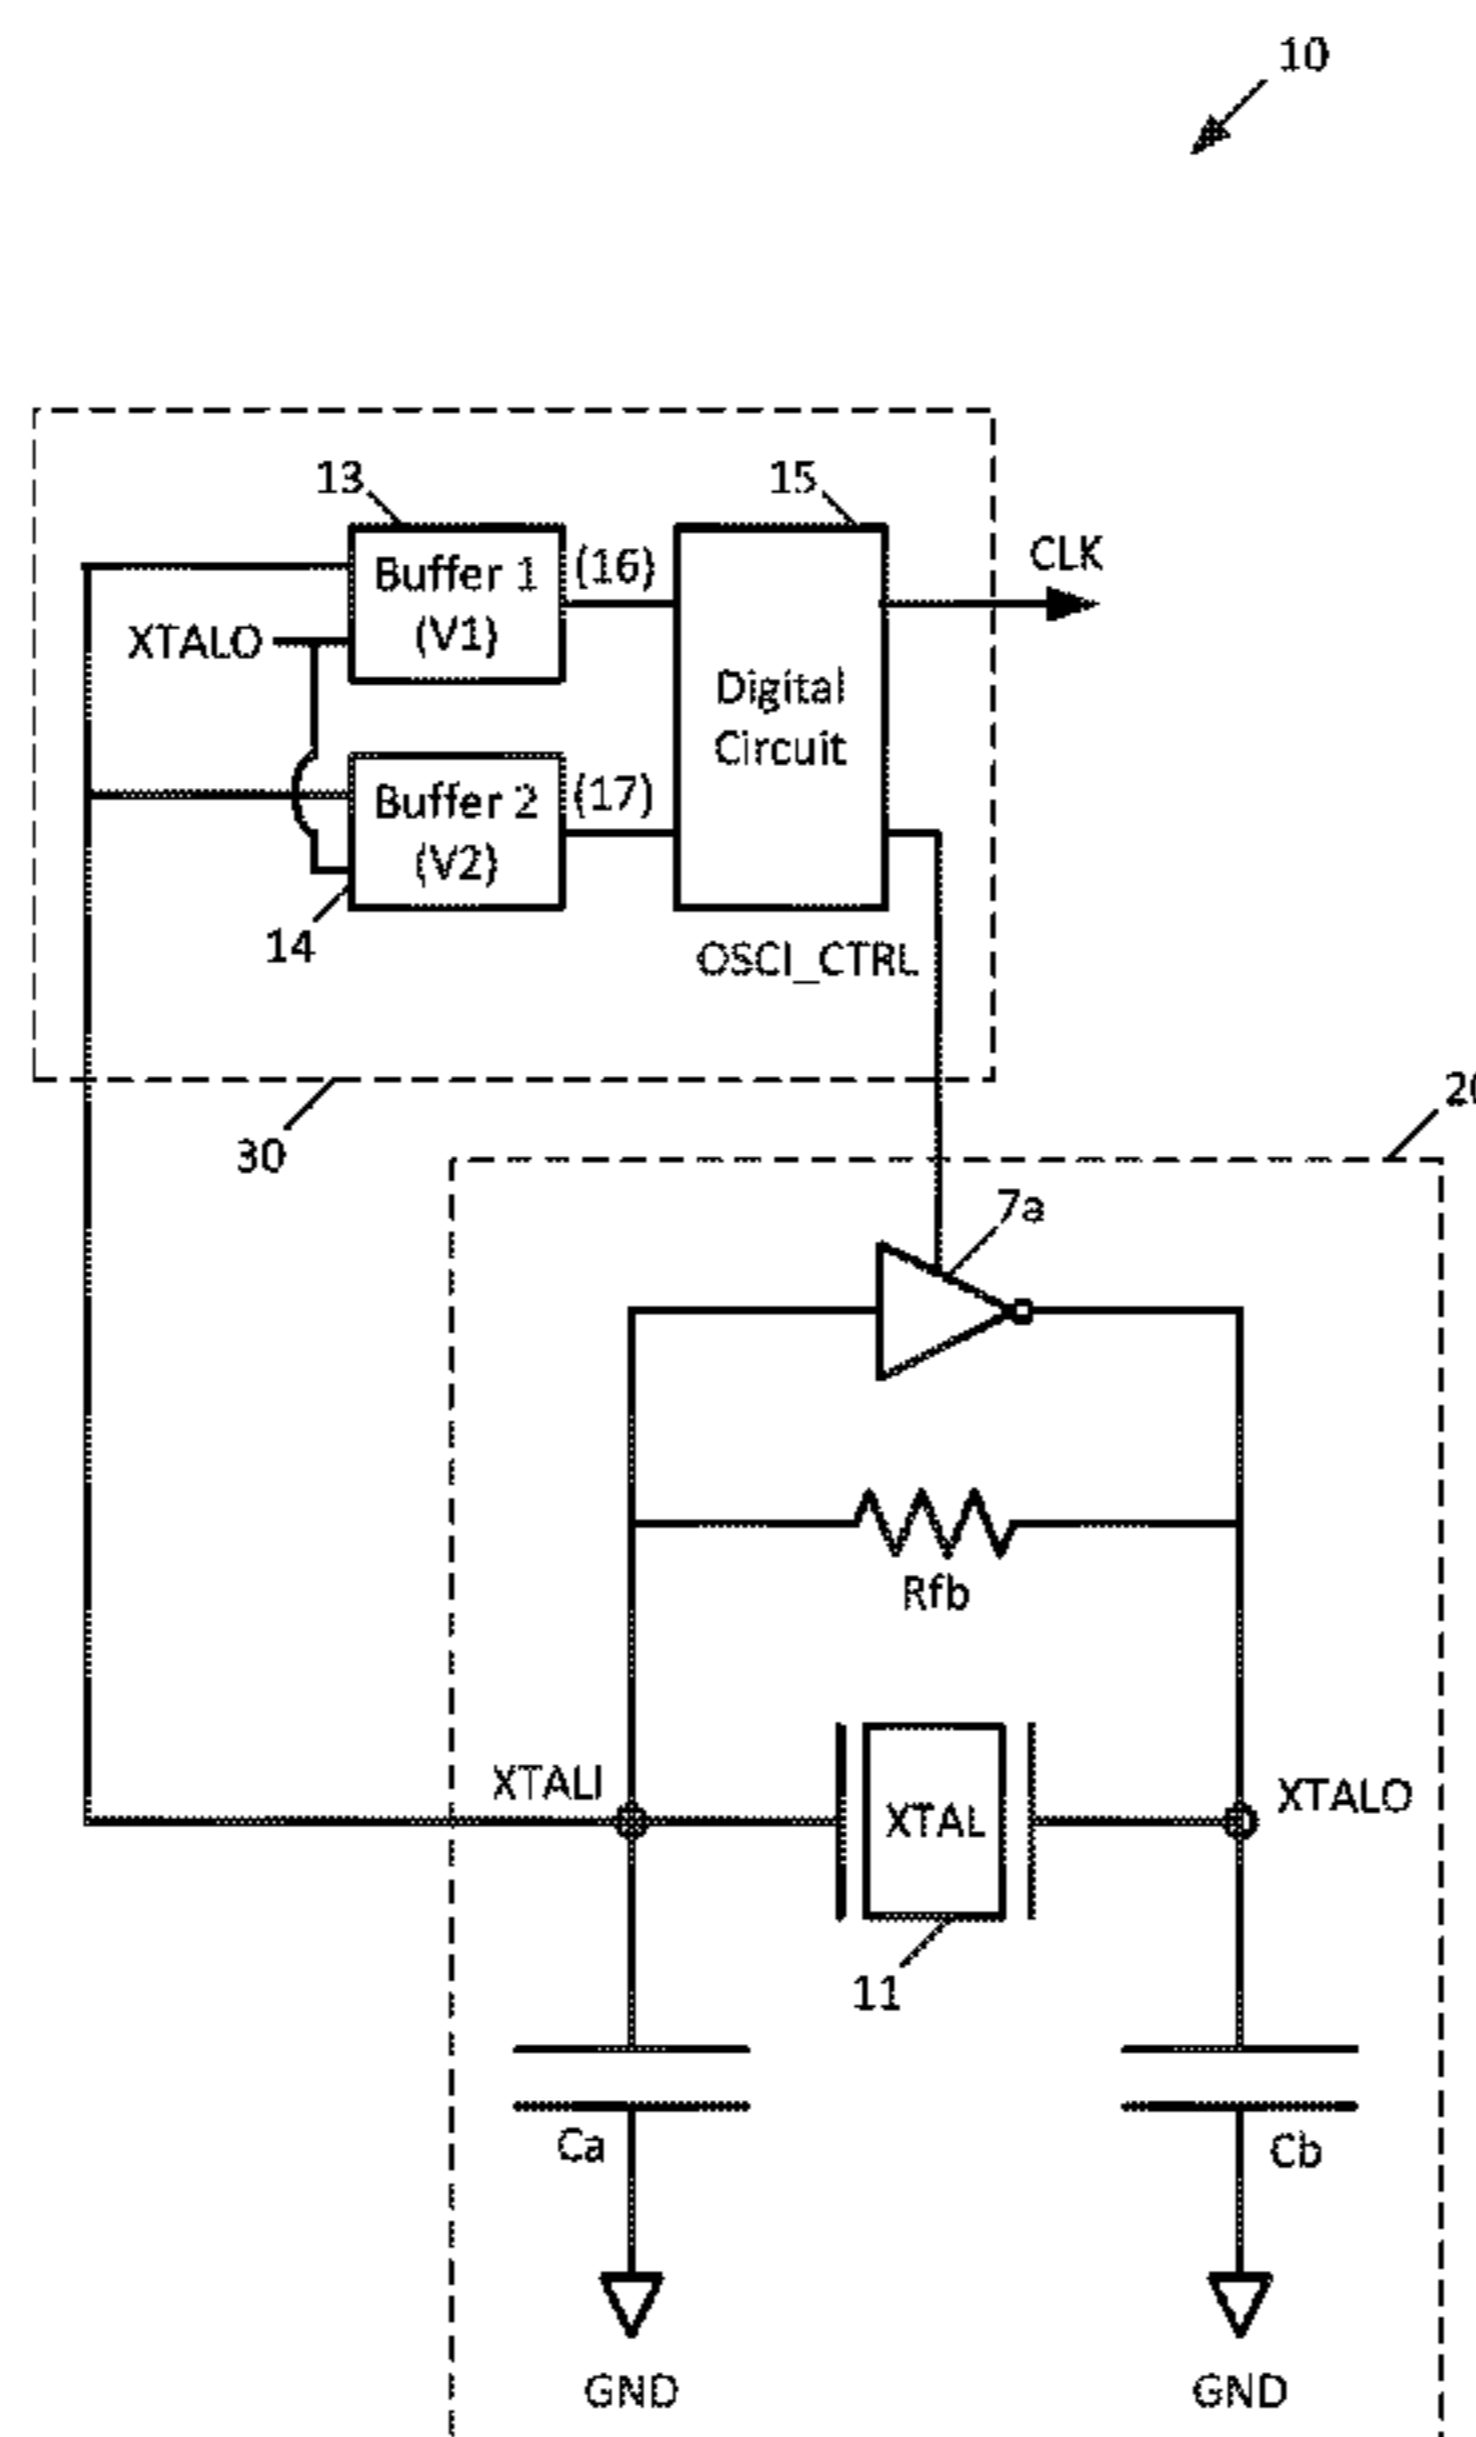 10
13
15
Buffer 1
(V1)
(16)
CLK
XTALO
Digital
Circuit
Buffer 2
(V2)
(17)
14
OSCI_CTRL
30
7a
Rfb
XTALI
XTAL
XTALO
11
Ca
Cb
GND
GND